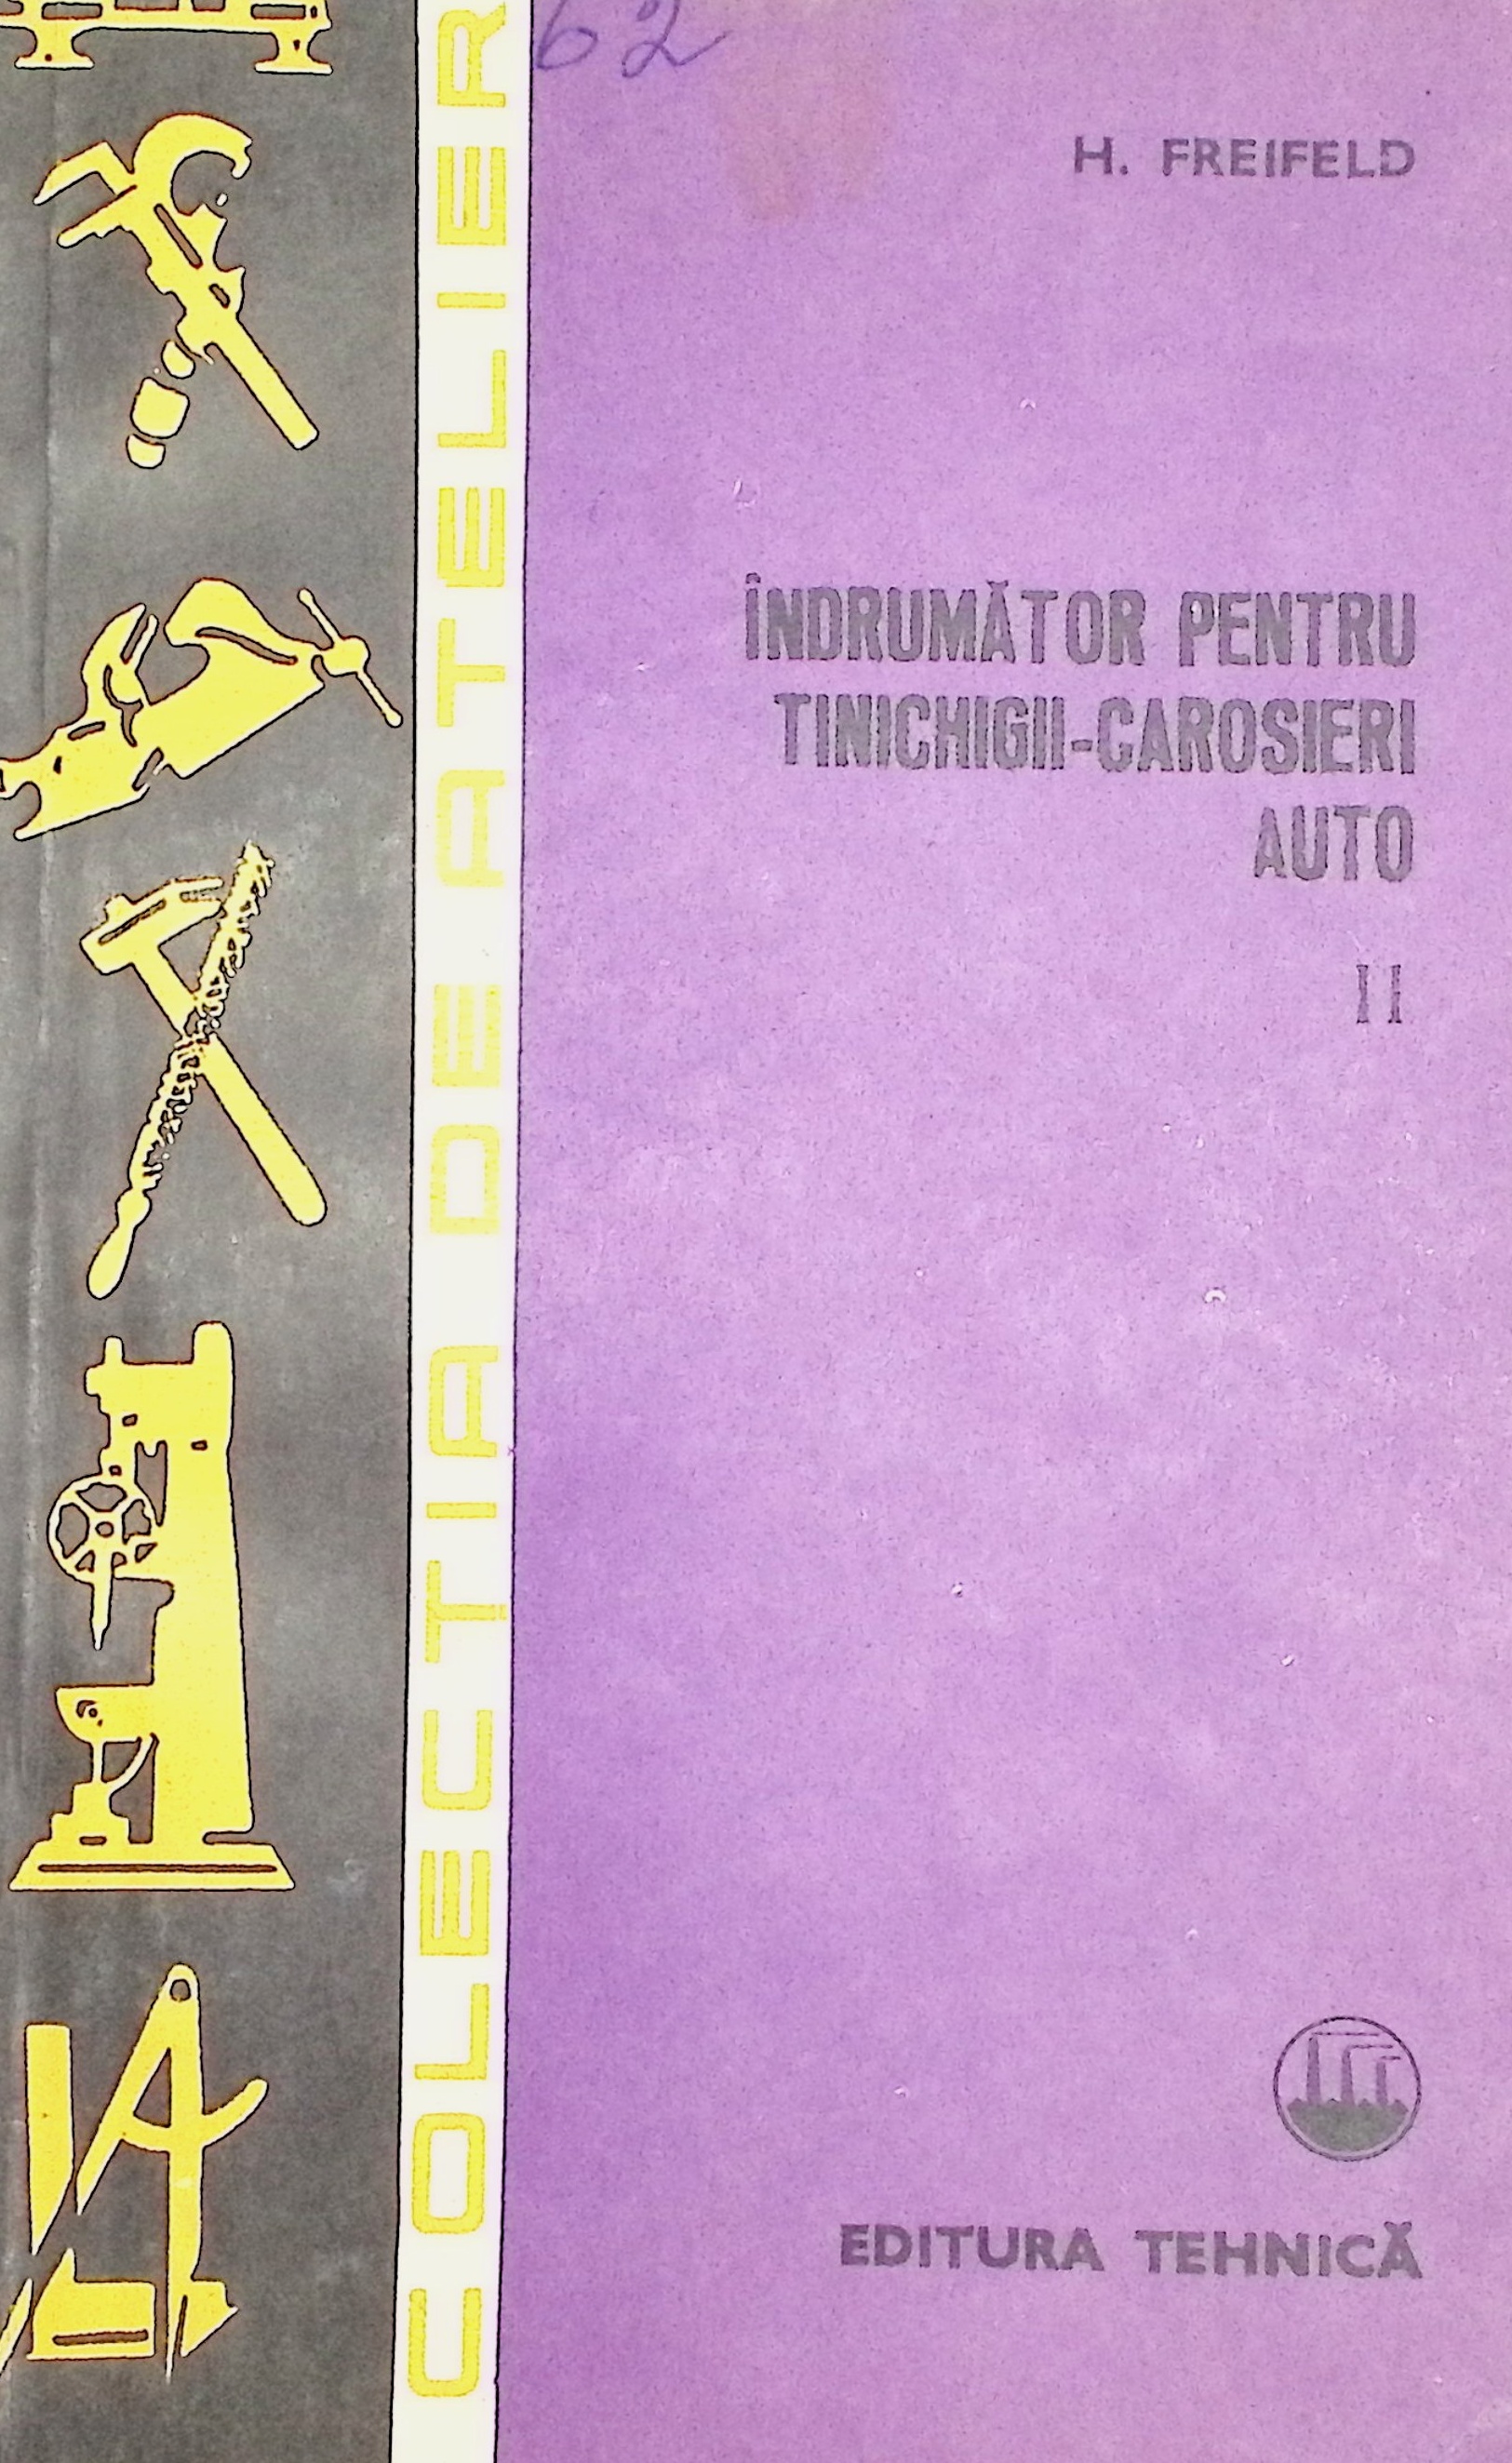 62
H. FREIFELD
ÎNDRUMĂTOR PENTRU
TINICHIGII-CAROSIERI
AUTO
II
EDITURA TEHNICĂ
COLECȚIA DE ATELIER